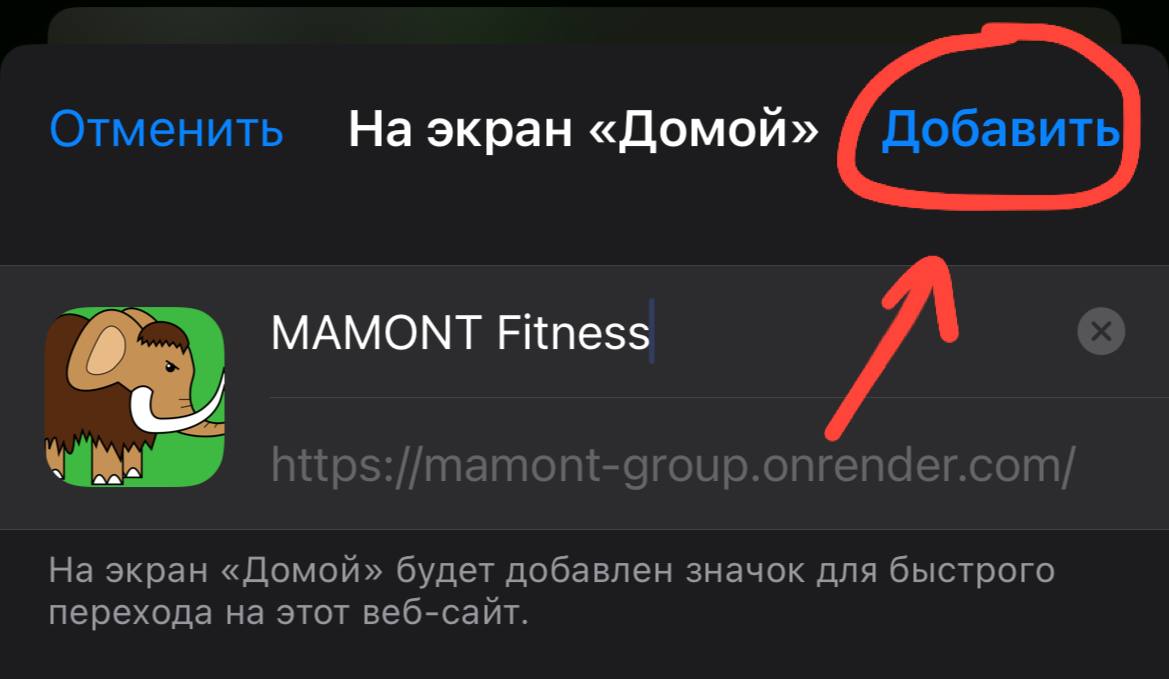 Отменить
На экран «Домой»
Добавить
MAMONT Fitness
https://mamont-group.onrender.com/
На экран «Домой» будет добавлен значок для быстрого
перехода на этот веб-сайт.